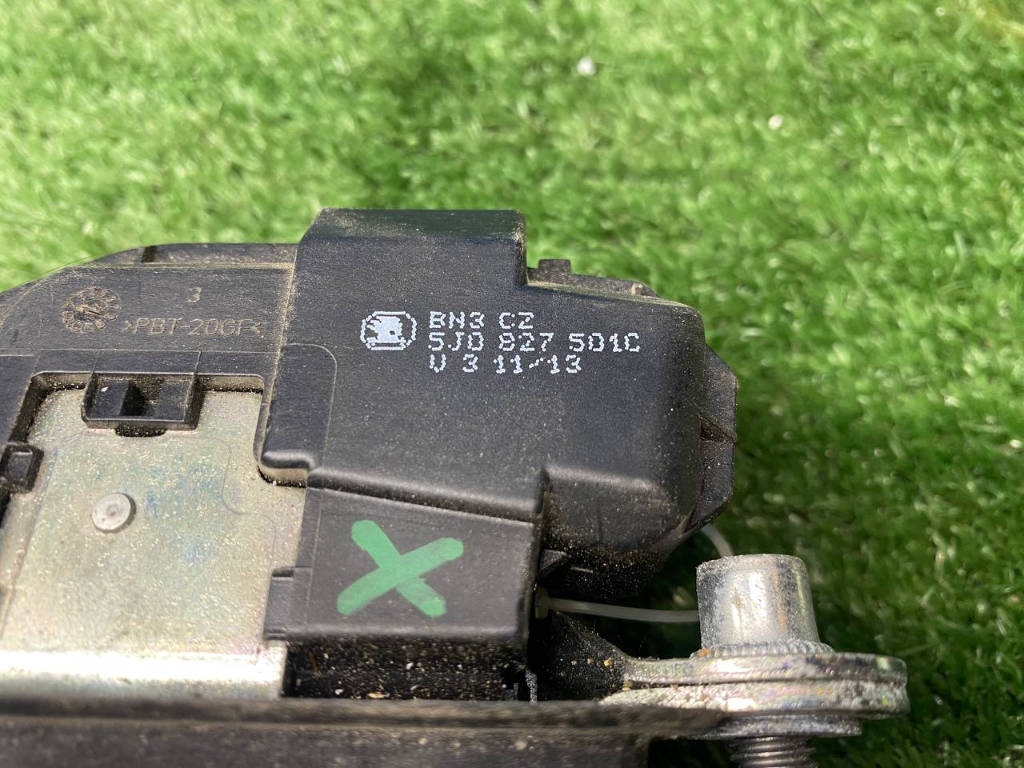 3
>PBT-20GF<
BN3 CZ
5J0 827 501C
V 3 11/13